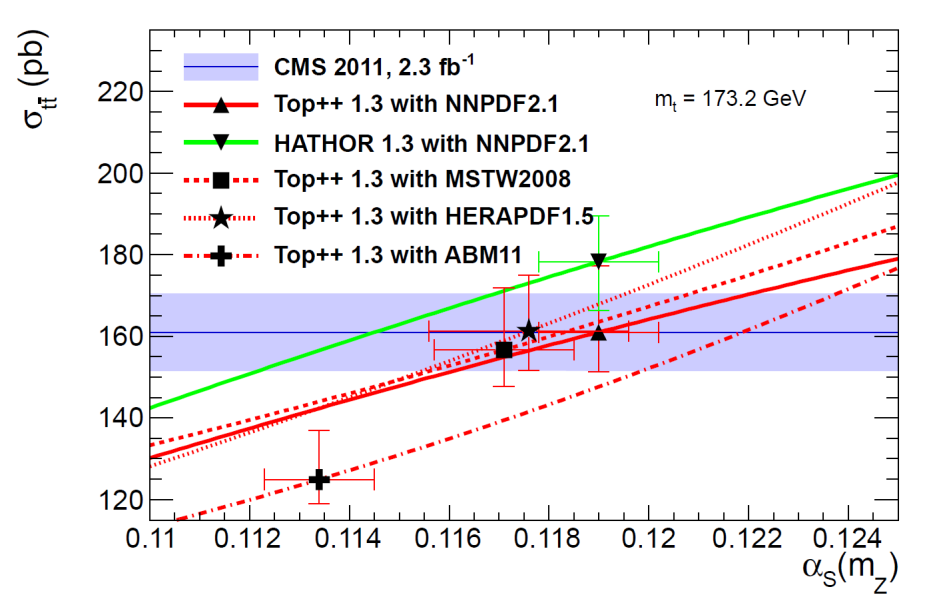 σtt̄ (pb)
CMS 2011, 2.3 fb⁻¹
Top++ 1.3 with NNPDF2.1
HATHOR 1.3 with NNPDF2.1
Top++ 1.3 with MSTW2008
Top++ 1.3 with HERAPDF1.5
Top++ 1.3 with ABM11
mt = 173.2 GeV
220
200
180
160
140
120
0.11 0.112 0.114 0.116 0.118 0.12 0.122 0.124
αS(mZ)